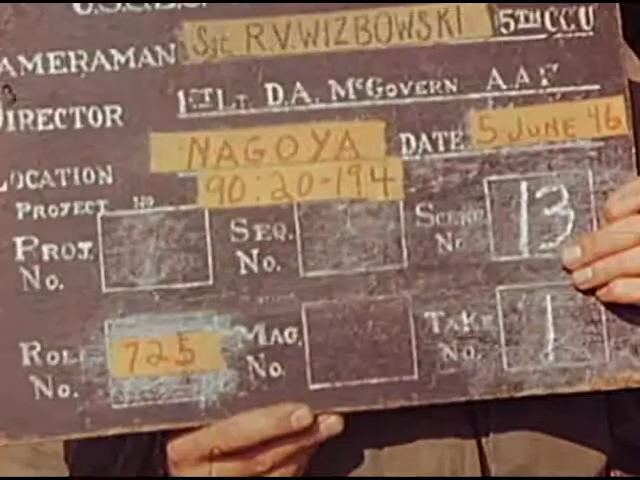 CAMERAMAN Sgt. R.V. WIZBOWSKI 5TH CCU
DIRECTOR 1ST LT. D.A. McGOVERN A.A.F.
LOCATION NAGOYA DATE 5 JUNE 46
PROJECT NO 90:20-194
PROJ. No. SEQ. No. SCENE No. 13
ROLL No. 725 MAG. No. TAKE No. 1